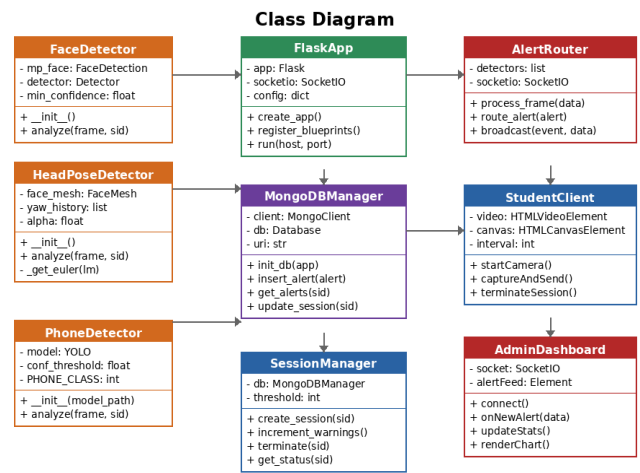 Class Diagram
FaceDetector
- mp_face: FaceDetection
- detector: Detector
- min_confidence: float
+ __init__()
+ analyze(frame, sid)
FlaskApp
- app: Flask
- socketio: SocketIO
- config: dict
+ create_app()
+ register_blueprints()
+ run(host, port)
AlertRouter
- detectors: list
- socketio: SocketIO
+ process_frame(data)
+ route_alert(alert)
+ broadcast(event, data)
HeadPoseDetector
- face_mesh: FaceMesh
- yaw_history: list
- alpha: float
+ __init__()
+ analyze(frame, sid)
- _get_euler(lm)
MongoDBManager
- client: MongoClient
- db: Database
- uri: str
+ init_db(app)
+ insert_alert(alert)
+ get_alerts(sid)
+ update_session(sid)
StudentClient
- video: HTMLVideoElement
- canvas: HTMLCanvasElement
- interval: int
+ startCamera()
+ captureAndSend()
+ terminateSession()
PhoneDetector
- model: YOLO
- conf_threshold: float
- PHONE_CLASS: int
+ __init__(model_path)
+ analyze(frame, sid)
SessionManager
- db: MongoDBManager
- threshold: int
+ create_session(sid)
+ increment_warnings()
+ terminate(sid)
+ get_status(sid)
AdminDashboard
- socket: SocketIO
- alertFeed: Element
+ connect()
+ onNewAlert(data)
+ updateStats()
+ renderChart()